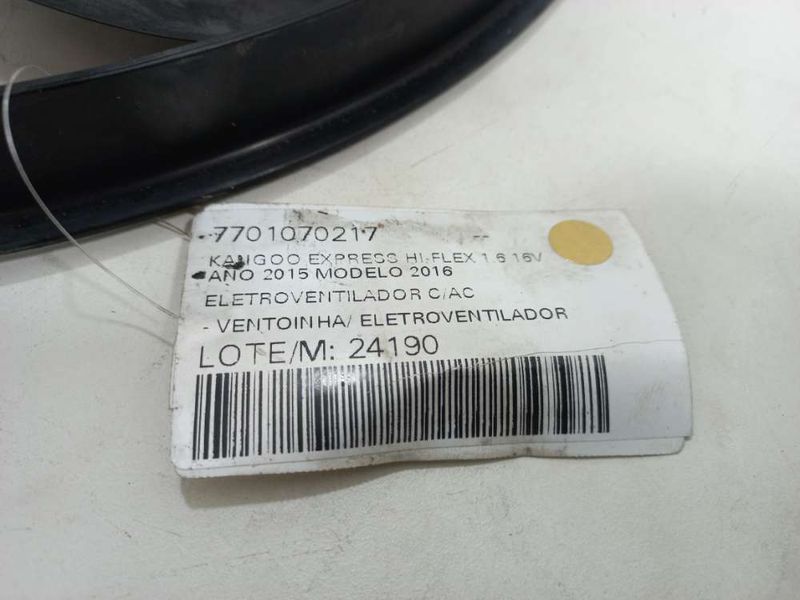 7701070217 --
KANGOO EXPRESS HI-FLEX 1.6 16V
ANO 2015 MODELO 2016
ELETROVENTILADOR C/AC
- VENTOINHA/ ELETROVENTILADOR
LOTE/M: 24190